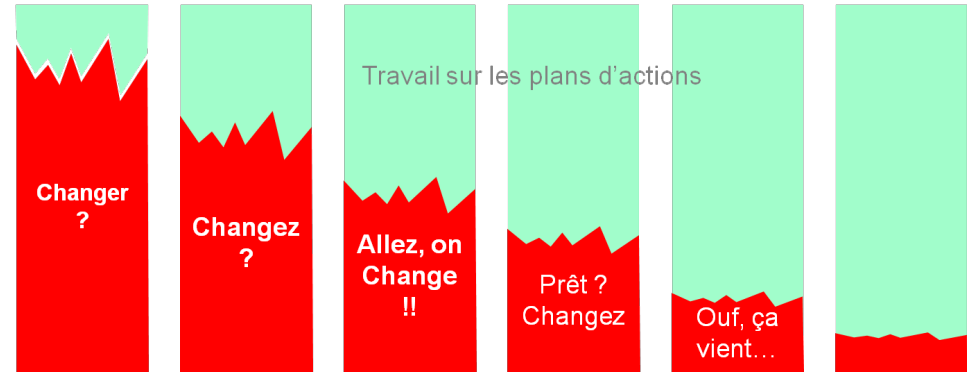 Travail sur les plans d'actions
Changer
?
Changez
?
Allez, on
Change
!!
Prêt ?
Changez
Ouf, ça
vient…